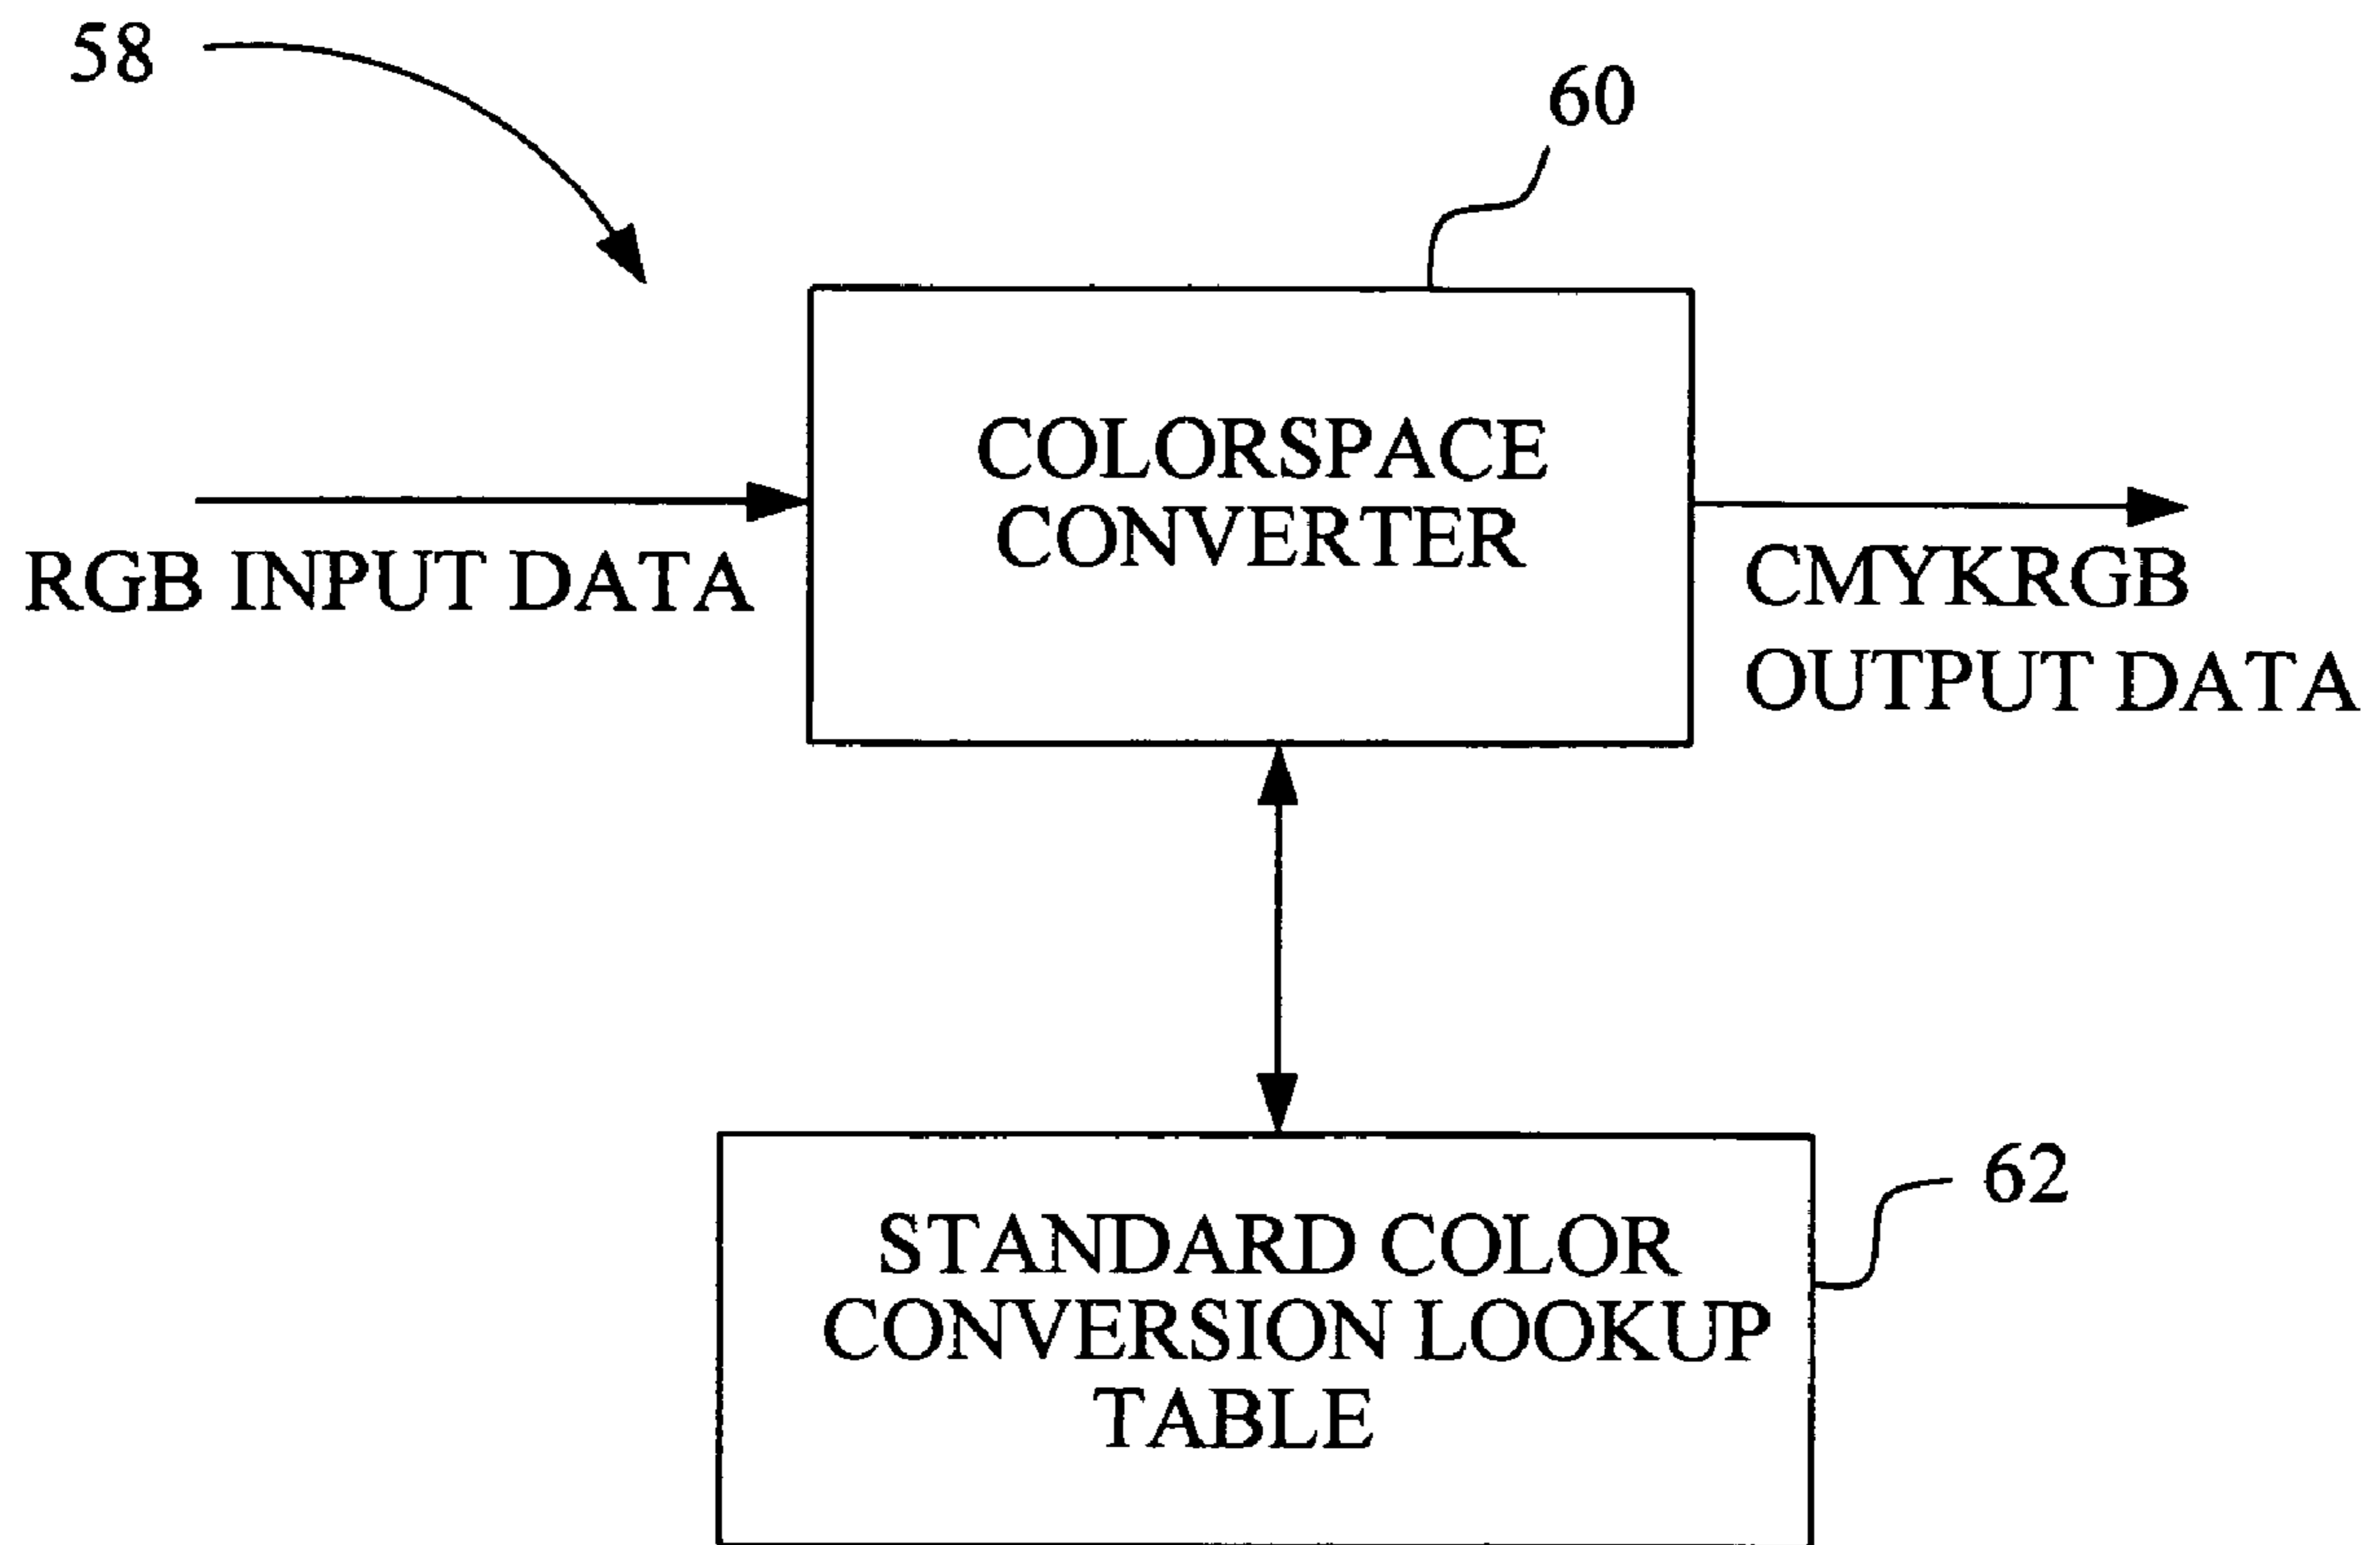 58
60
COLORSPACE
CONVERTER
RGB INPUT DATA
CMYKRGB
OUTPUT DATA
62
STANDARD COLOR
CONVERSION LOOKUP
TABLE